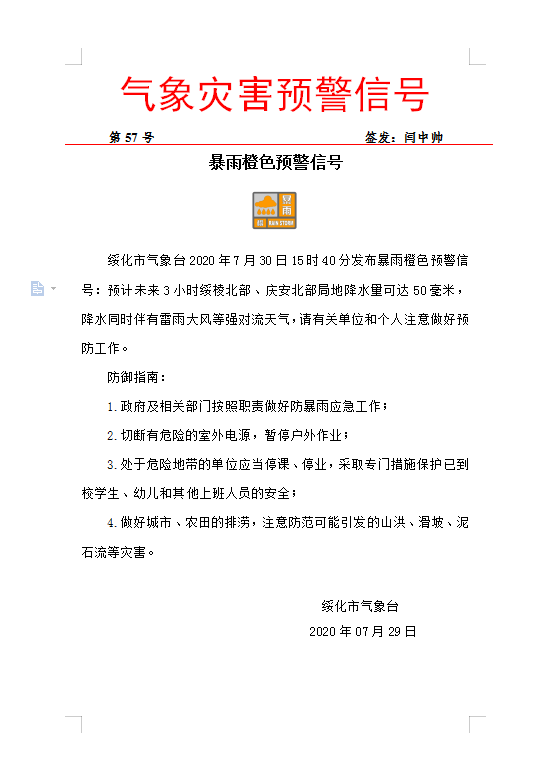 气象灾害预警信号
第 57 号 签发：闫中帅
暴雨橙色预警信号
暴
雨
RAIN STORM
绥化市气象台 2020 年 7 月 30 日 15 时 40 分发布暴雨橙色预警信
号：预计未来 3 小时绥棱北部、庆安北部局地降水量可达 50 毫米，
降水同时伴有雷雨大风等强对流天气，请有关单位和个人注意做好预
防工作。
防御指南：
1.政府及相关部门按照职责做好防暴雨应急工作；
2.切断有危险的室外电源，暂停户外作业；
3.处于危险地带的单位应当停课、停业，采取专门措施保护已到
校学生、幼儿和其他上班人员的安全；
4.做好城市、农田的排涝，注意防范可能引发的山洪、滑坡、泥
石流等灾害。
绥化市气象台
2020 年 07 月 29 日